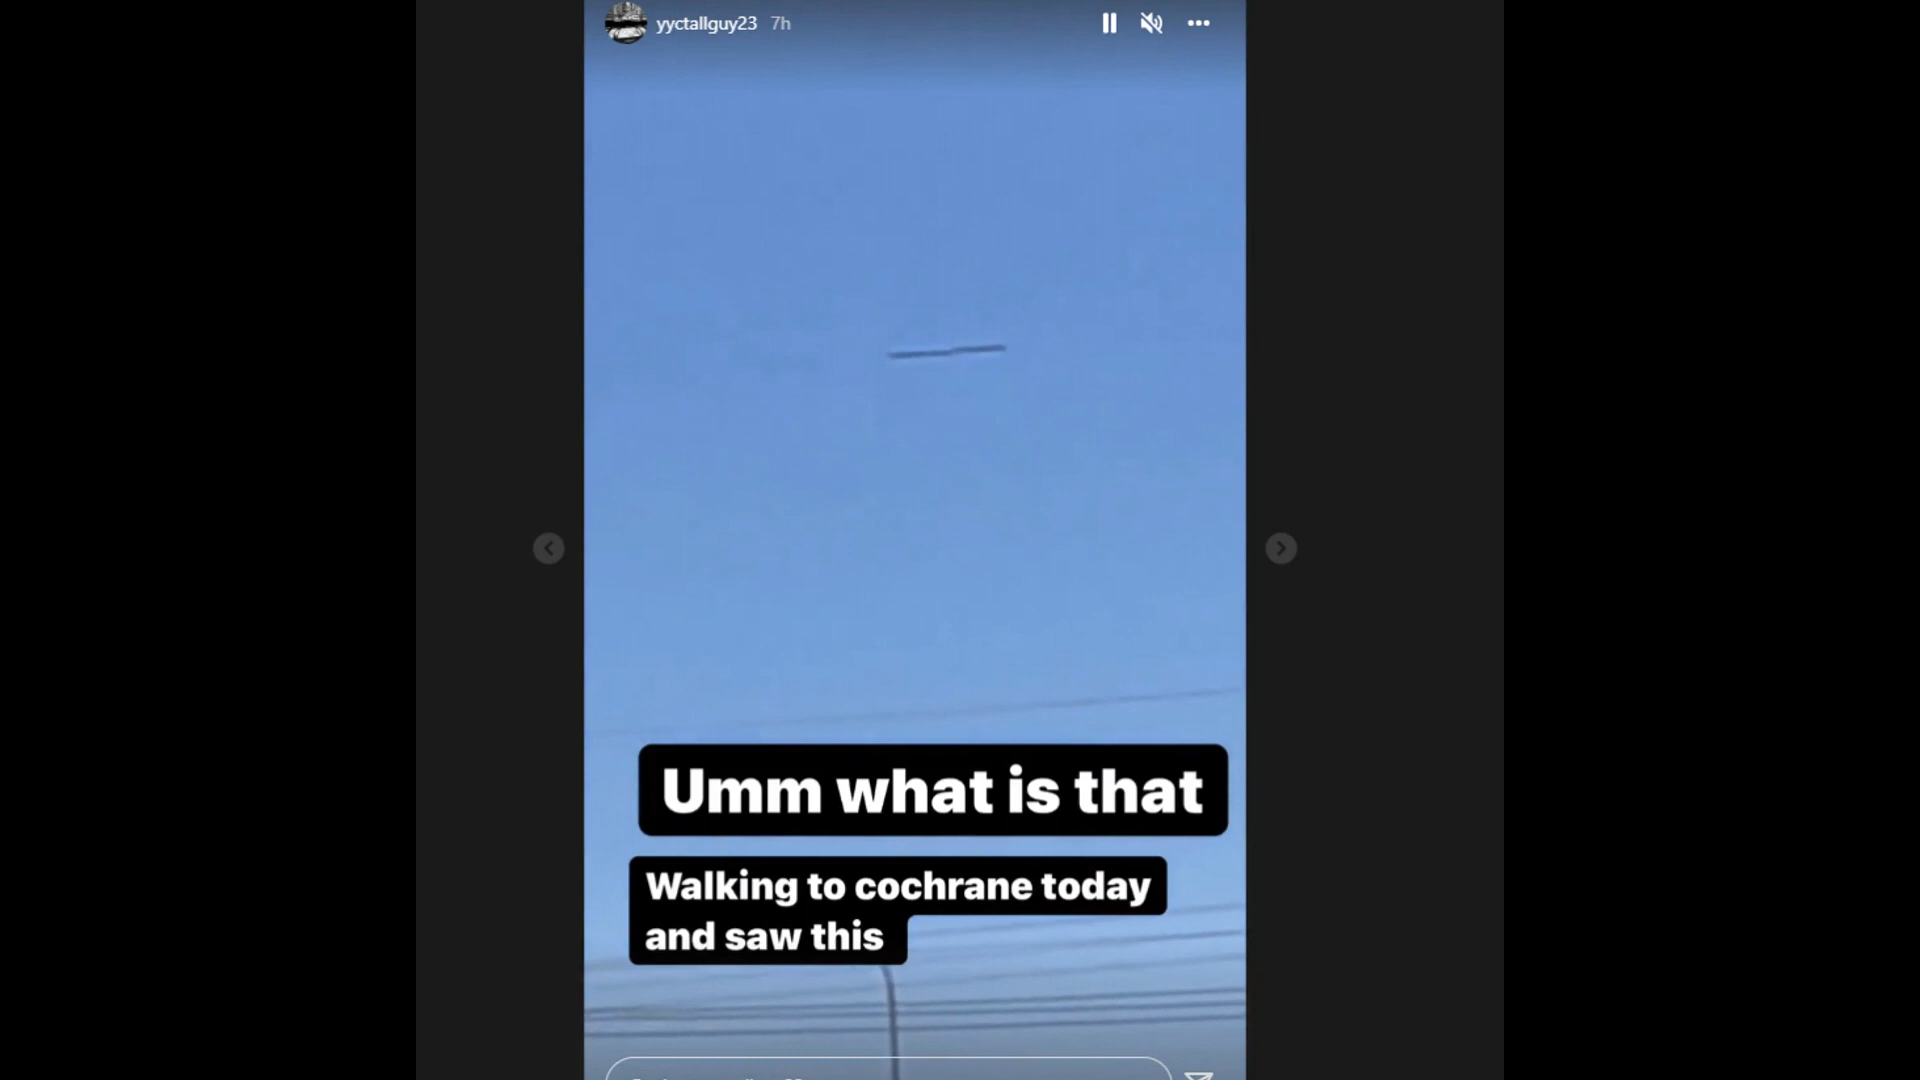 yyctallguy23 7h
Umm what is that
Walking to cochrane today
and saw this